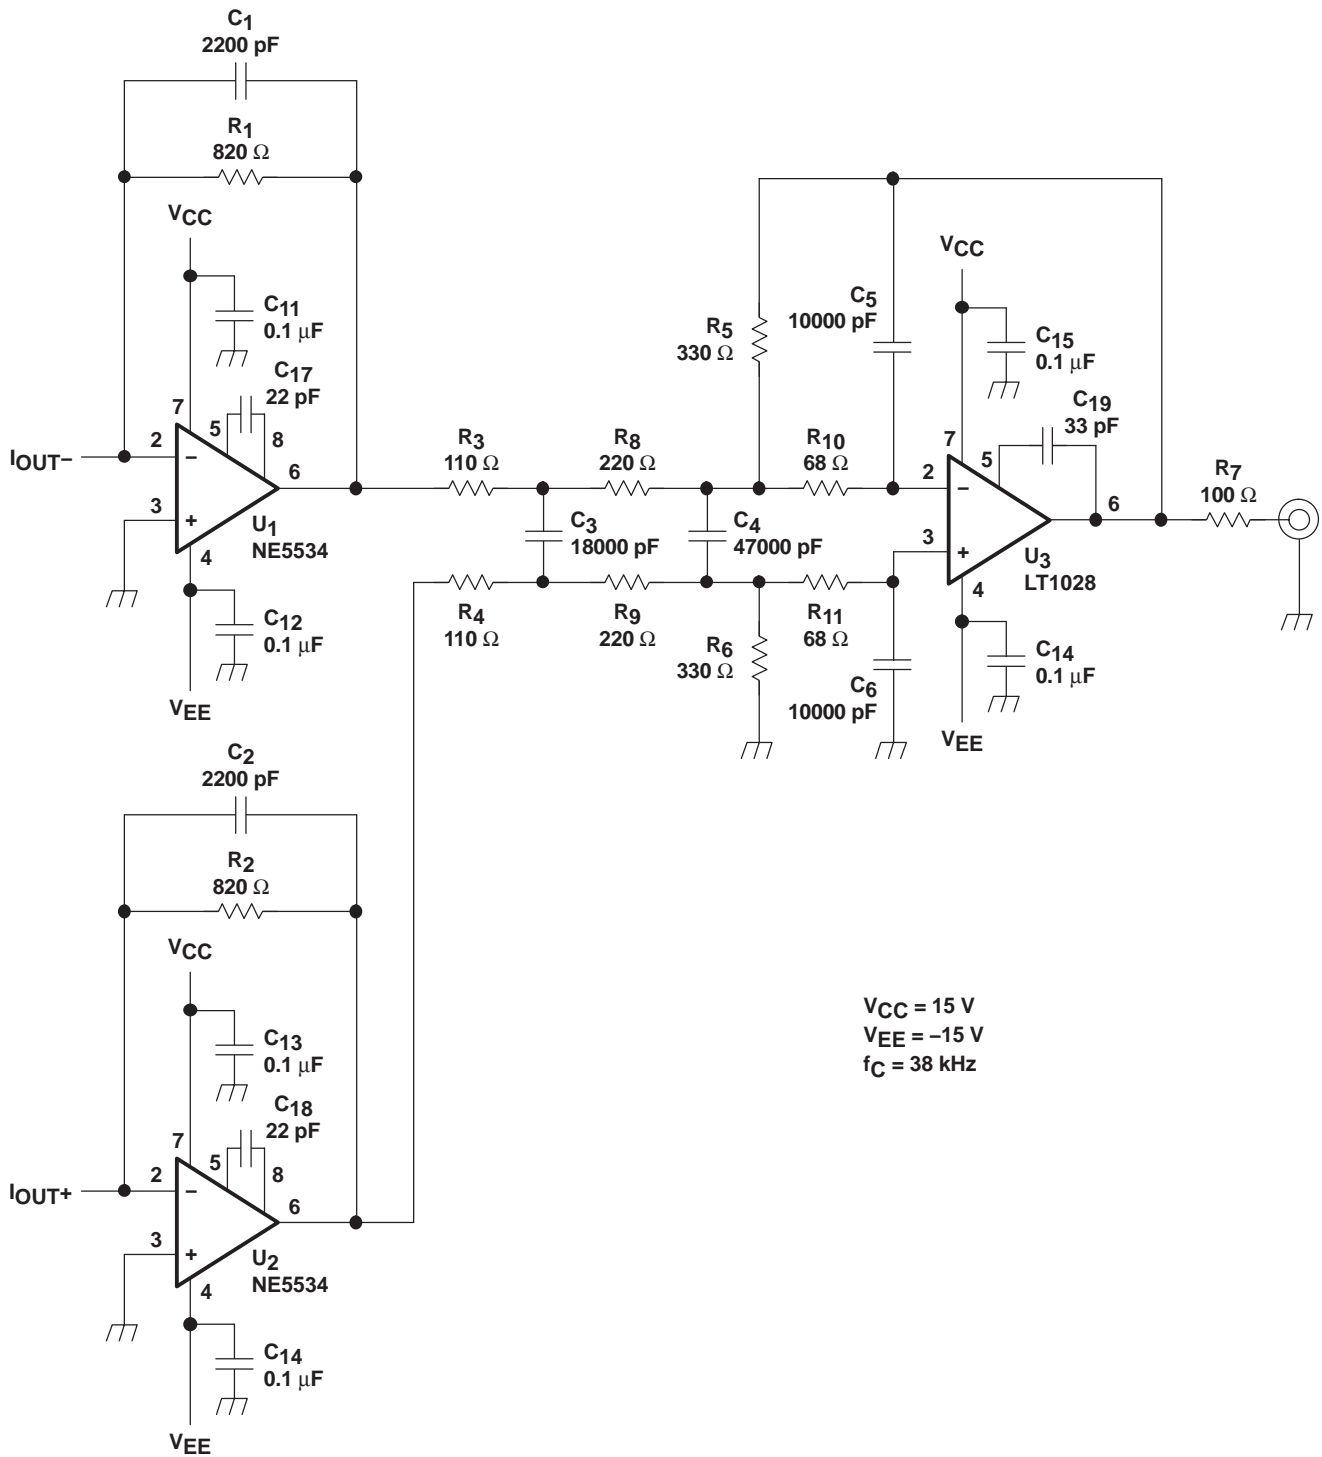 C1
2200 pF
R1
820 Ω
VCC
C11
0.1 μF
C17
22 pF
7
5
8
2
–
IOUT–
6
3
+
U1
NE5534
4
C12
0.1 μF
VEE
R3
110 Ω
R8
220 Ω
R10
68 Ω
C3
18000 pF
C4
47000 pF
R4
110 Ω
R9
220 Ω
R11
68 Ω
R5
330 Ω
C5
10000 pF
R6
330 Ω
C6
10000 pF
VCC
C15
0.1 μF
C19
33 pF
7
5
2
–
6
3
+
U3
LT1028
4
C14
0.1 μF
VEE
R7
100 Ω
C2
2200 pF
R2
820 Ω
VCC
C13
0.1 μF
C18
22 pF
7
5
8
2
–
IOUT+
6
3
+
U2
NE5534
4
C14
0.1 μF
VEE
VCC = 15 V
VEE = –15 V
fC = 38 kHz